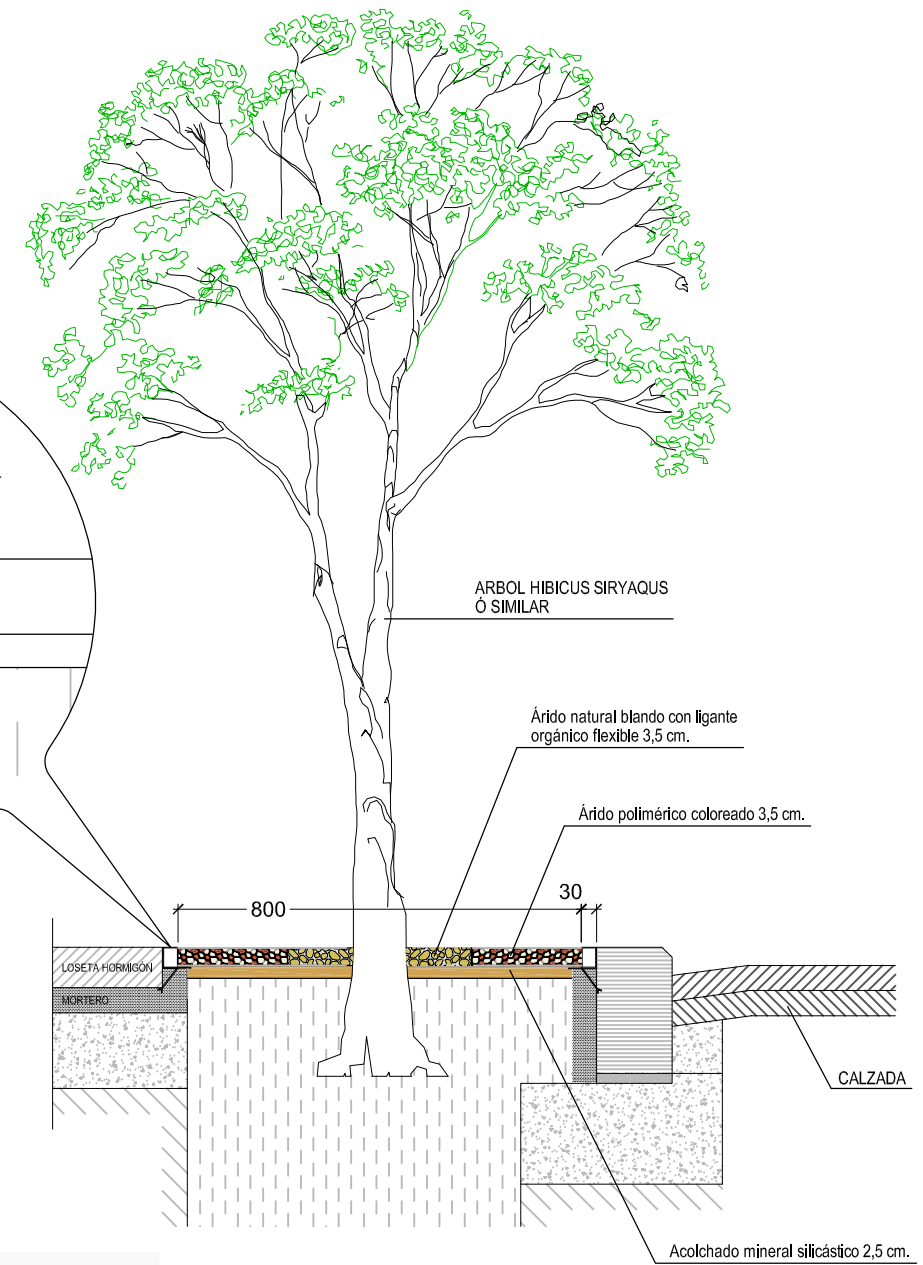 ARBOL HIBICUS SIRYAQUS
Ó SIMILAR
Árido natural blando con ligante
orgánico flexible 3,5 cm.
Árido polimérico coloreado 3,5 cm.
800
30
LOSETA HORMIGÓN
MORTERO
CALZADA
Acolchado mineral silicástico 2,5 cm.